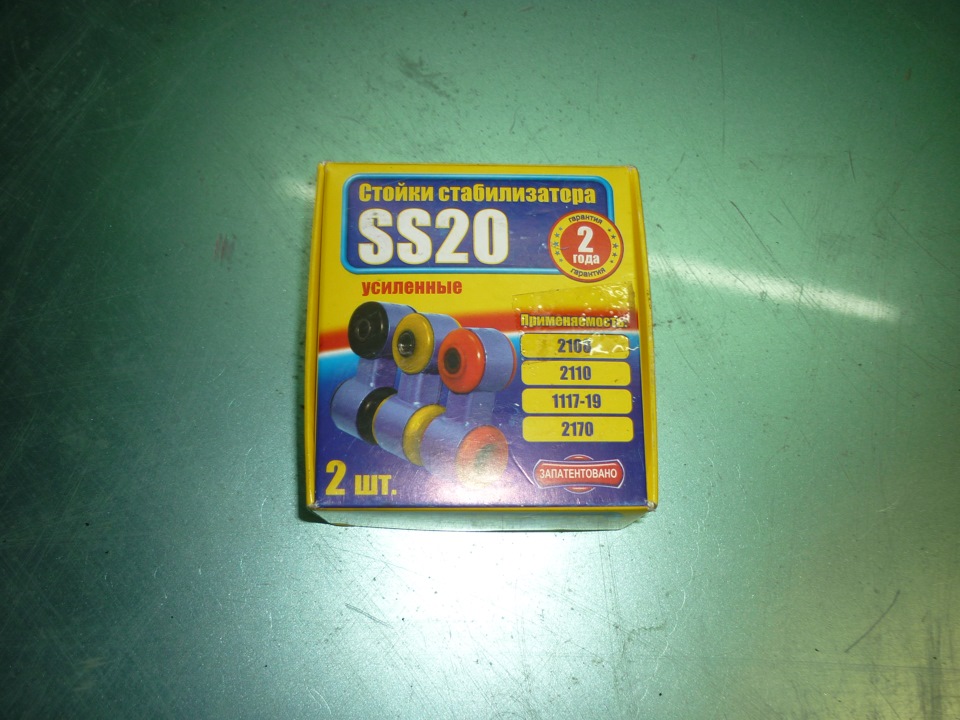 Стойки стабилизатора
SS20
гарантия
2
года
гарантия
усиленные
Применяемость:
2110
1117-19
2170
2 шт.
ЗАПАТЕНТОВАНО